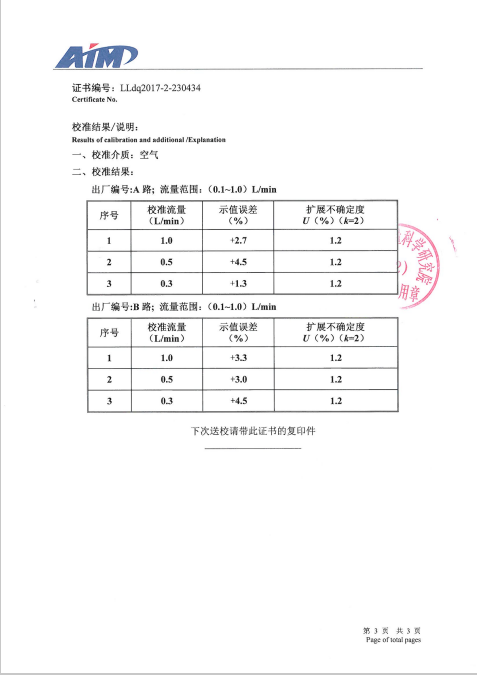 AIM
证书编号：LLdq2017-2-230434
Certificate No.
校准结果/说明：
Results of calibration and additional /Explanation
一、校准介质：空气
二、校准结果：
出厂编号:A 路; 流量范围：（0.1~1.0）L/min
序号 校准流量（L/min） 示值误差（%） 扩展不确定度 U（%）（k=2）
1 1.0 +2.7 1.2
2 0.5 +4.5 1.2
3 0.3 +1.3 1.2
科学研究院
用章
出厂编号:B 路; 流量范围：（0.1~1.0）L/min
序号 校准流量（L/min） 示值误差（%） 扩展不确定度 U（%）（k=2）
1 1.0 +3.3 1.2
2 0.5 +3.0 1.2
3 0.3 +4.5 1.2
下次送校请带此证书的复印件
第 3 页 共 3 页
Page of total pages